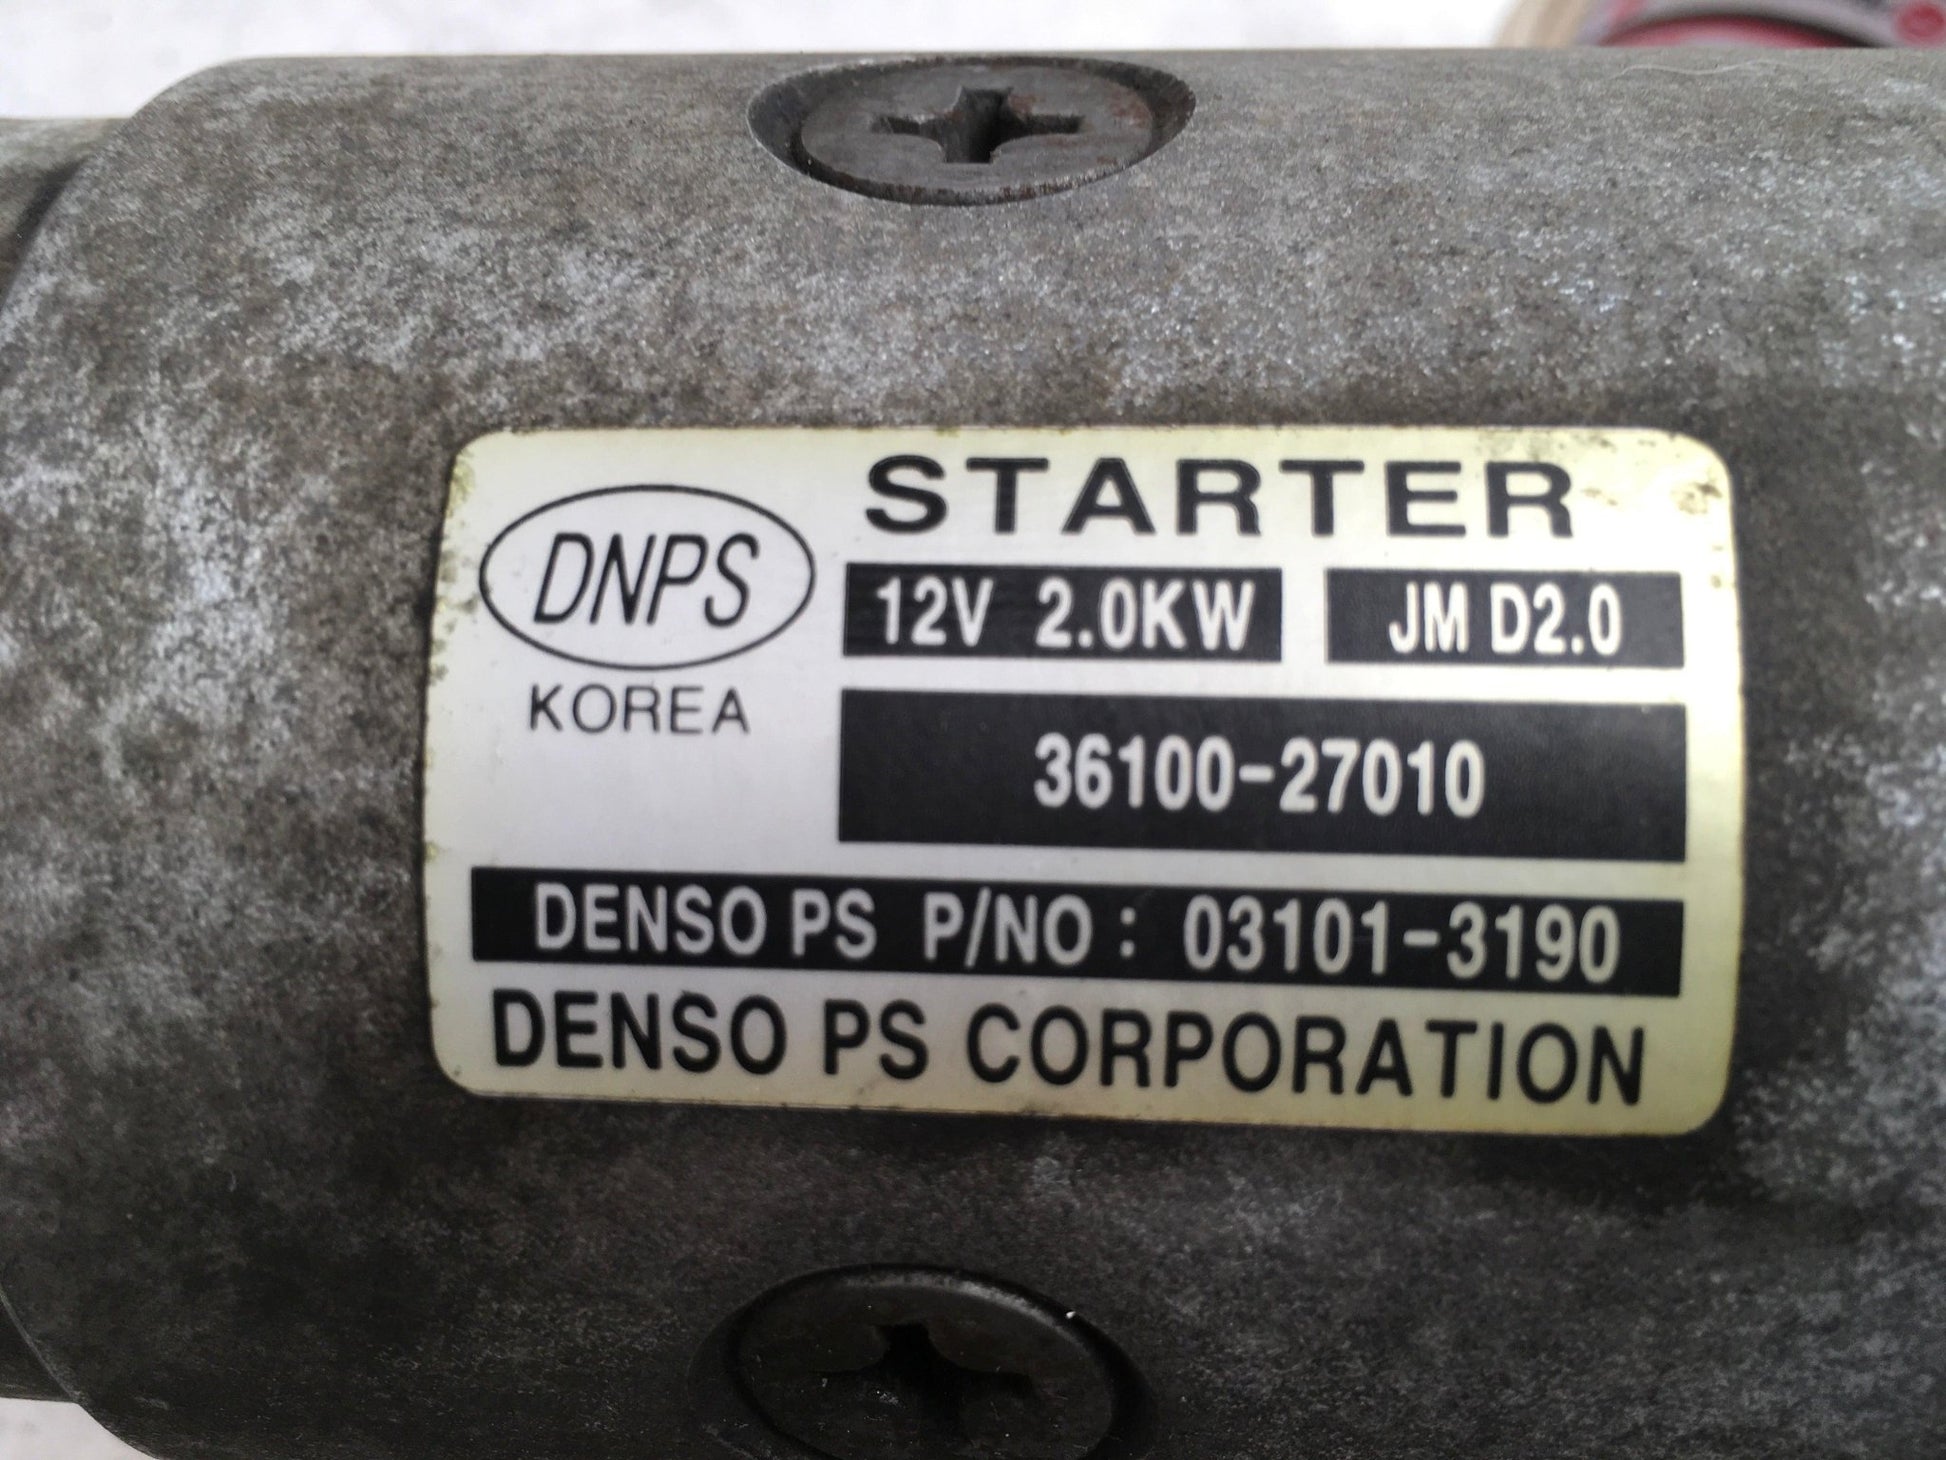 STARTER
DNPS
KOREA
12V 2.0KW
JM D2.0
36100-27010
DENSO PS P/NO : 03101-3190
DENSO PS CORPORATION